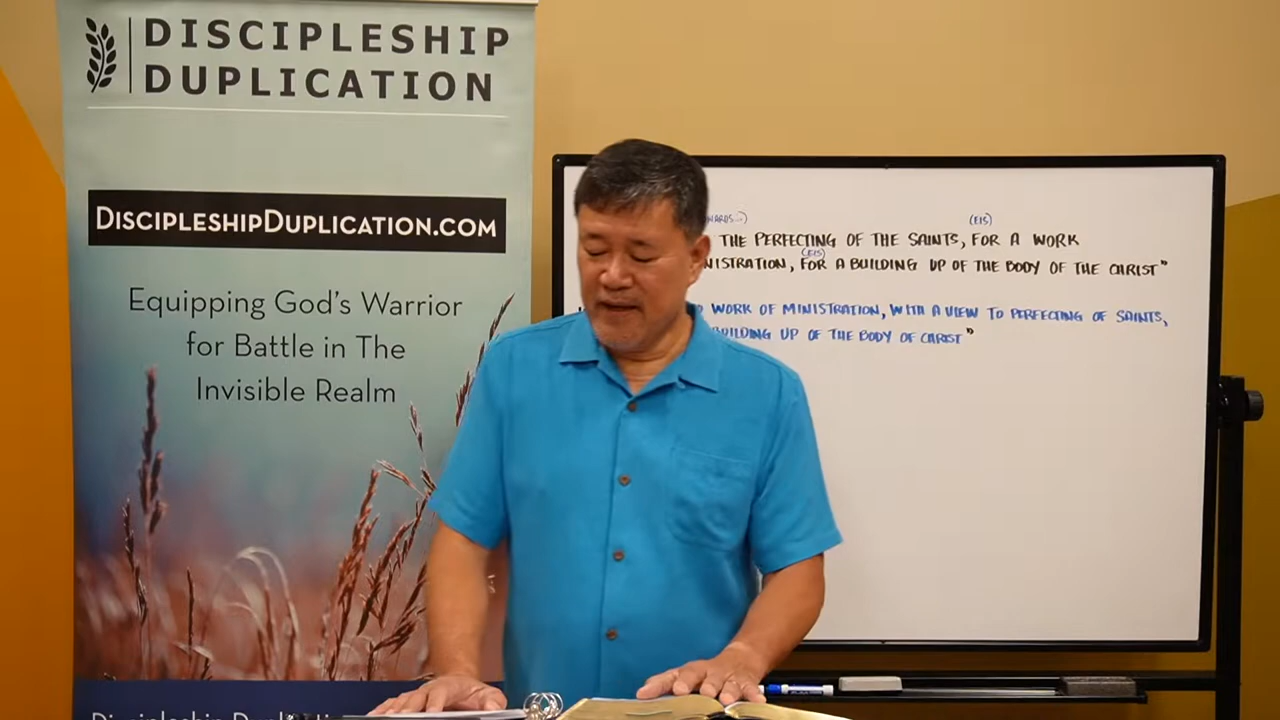 DISCIPLESHIP
DUPLICATION
DISCIPLESHIPDUPLICATION.COM
Equipping God's Warrior
for Battle in The
Invisible Realm
(EIS)
THE PERFECTING OF THE SAINTS, FOR A WORK
(EIS)
FOR A BUILDING UP OF THE BODY OF THE CHRIST"
WORK OF MINISTRATION, WITH A VIEW TO PERFECTING OF SAINTS,
UP OF THE BODY OF CHRIST"
Discipleship